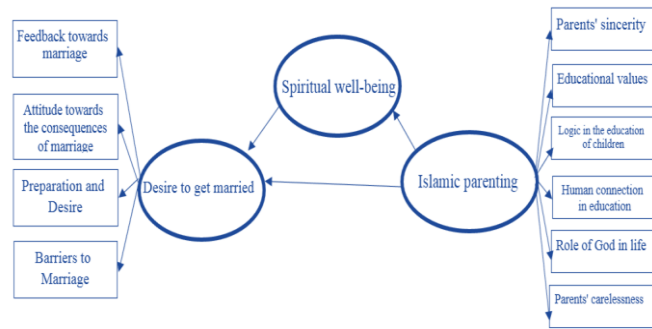 Feedback towards
marriage
Attitude towards
the consequences
of marriage
Preparation and
Desire
Barriers to
Marriage
Spiritual well-being
Desire to get married
Islamic parenting
Parents' sincerity
Educational values
Logic in the education
of children
Human connection
in education
Role of God in life
Parents' carelessness